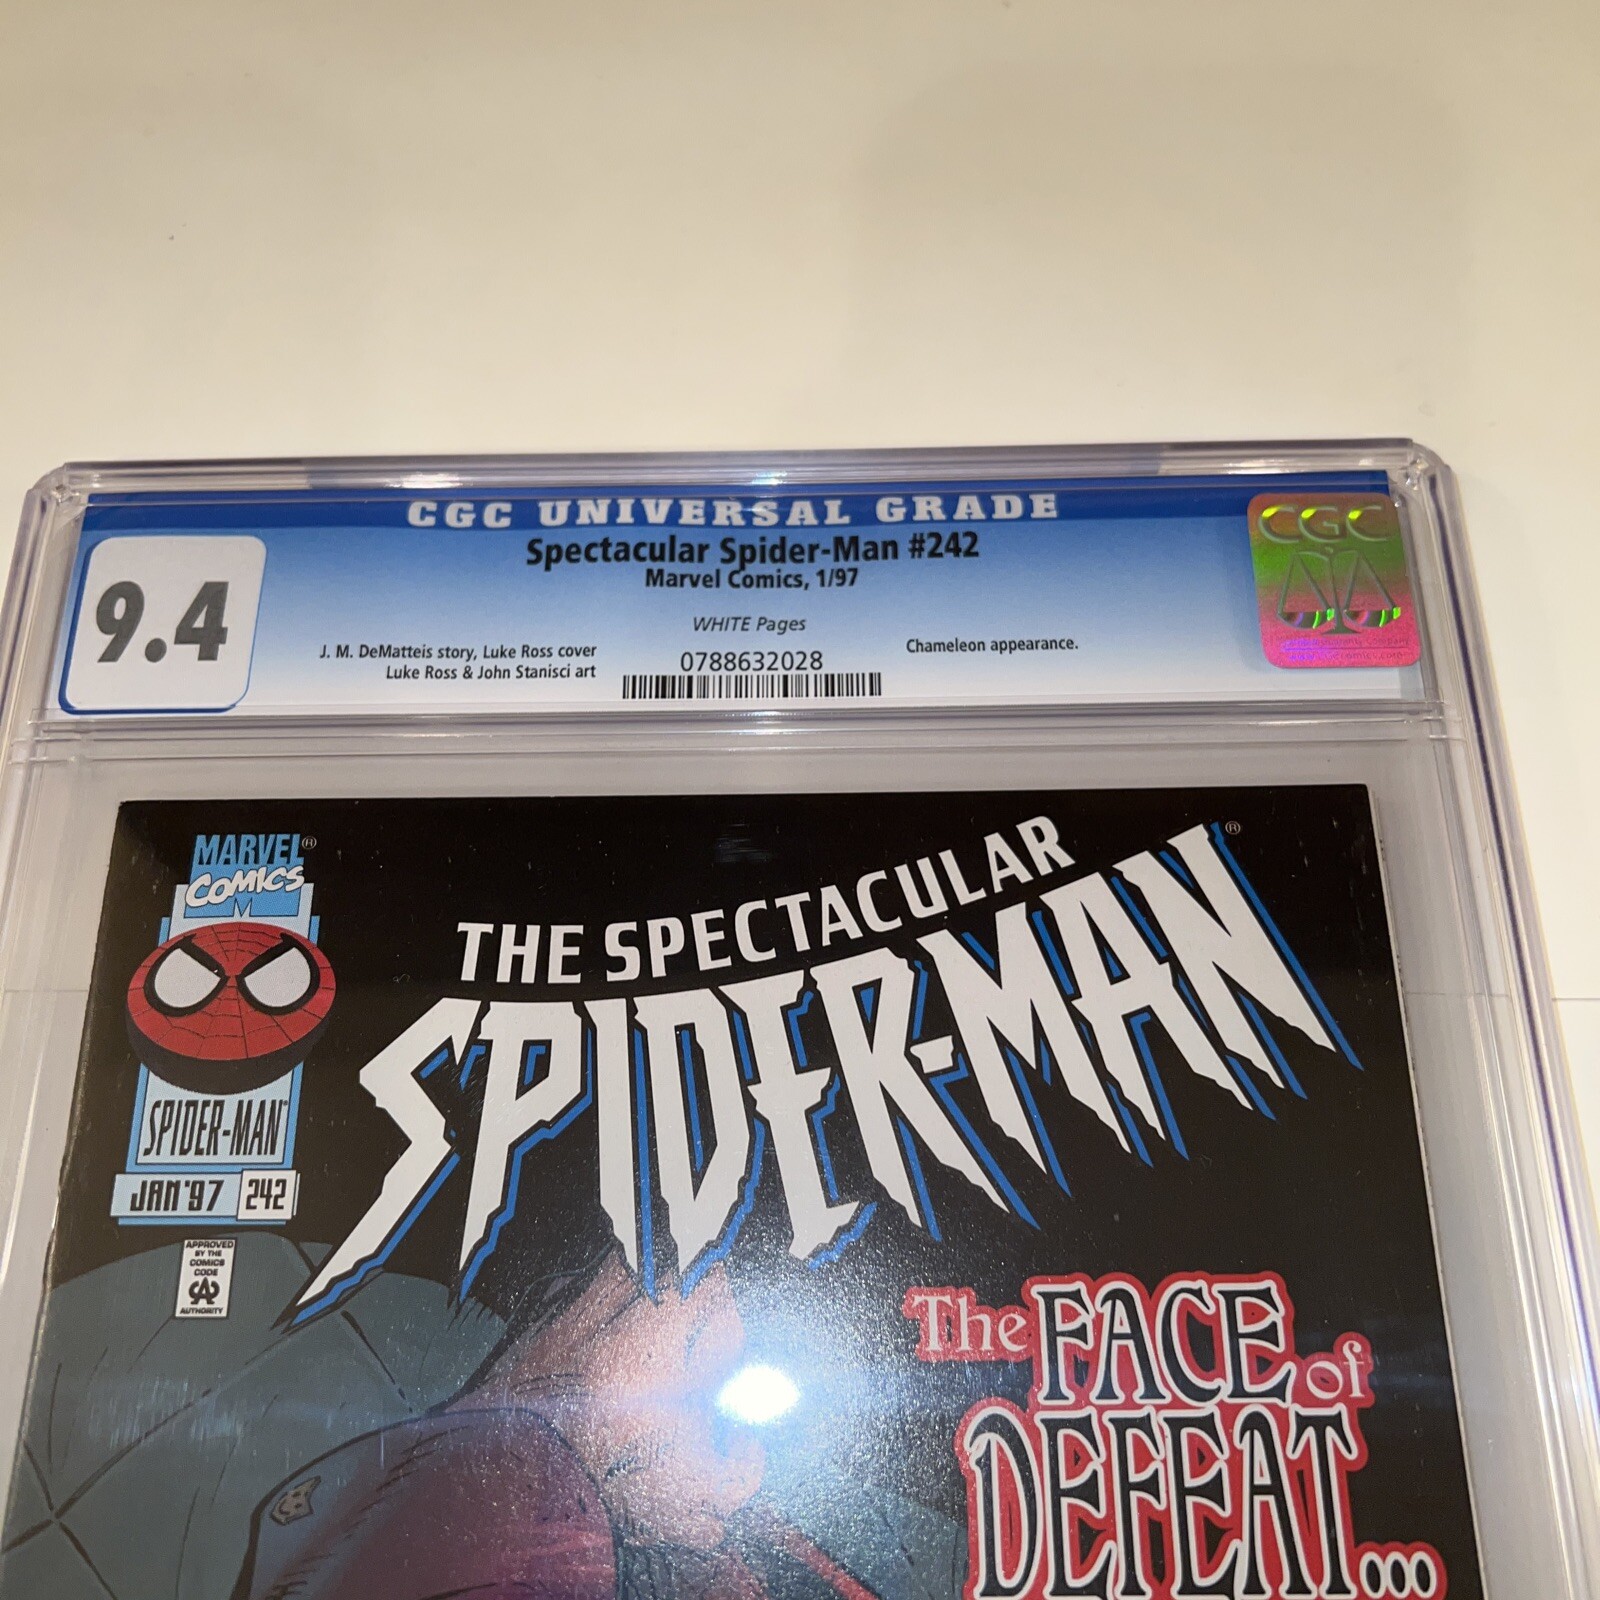 CGC UNIVERSAL GRADE
9.4
Spectacular Spider-Man #242
Marvel Comics, 1/97
WHITE Pages
J. M. DeMatteis story, Luke Ross cover
Luke Ross & John Stanisci art
0788632028
Chameleon appearance.
CGC
MARVEL®
COMICS
SPIDER-MAN
JAN '97 242
APPROVED
BY THE
COMICS
CODE
CA
AUTHORITY
THE SPECTACULAR
SPIDER-MAN®
The FACE of
DEFEAT...